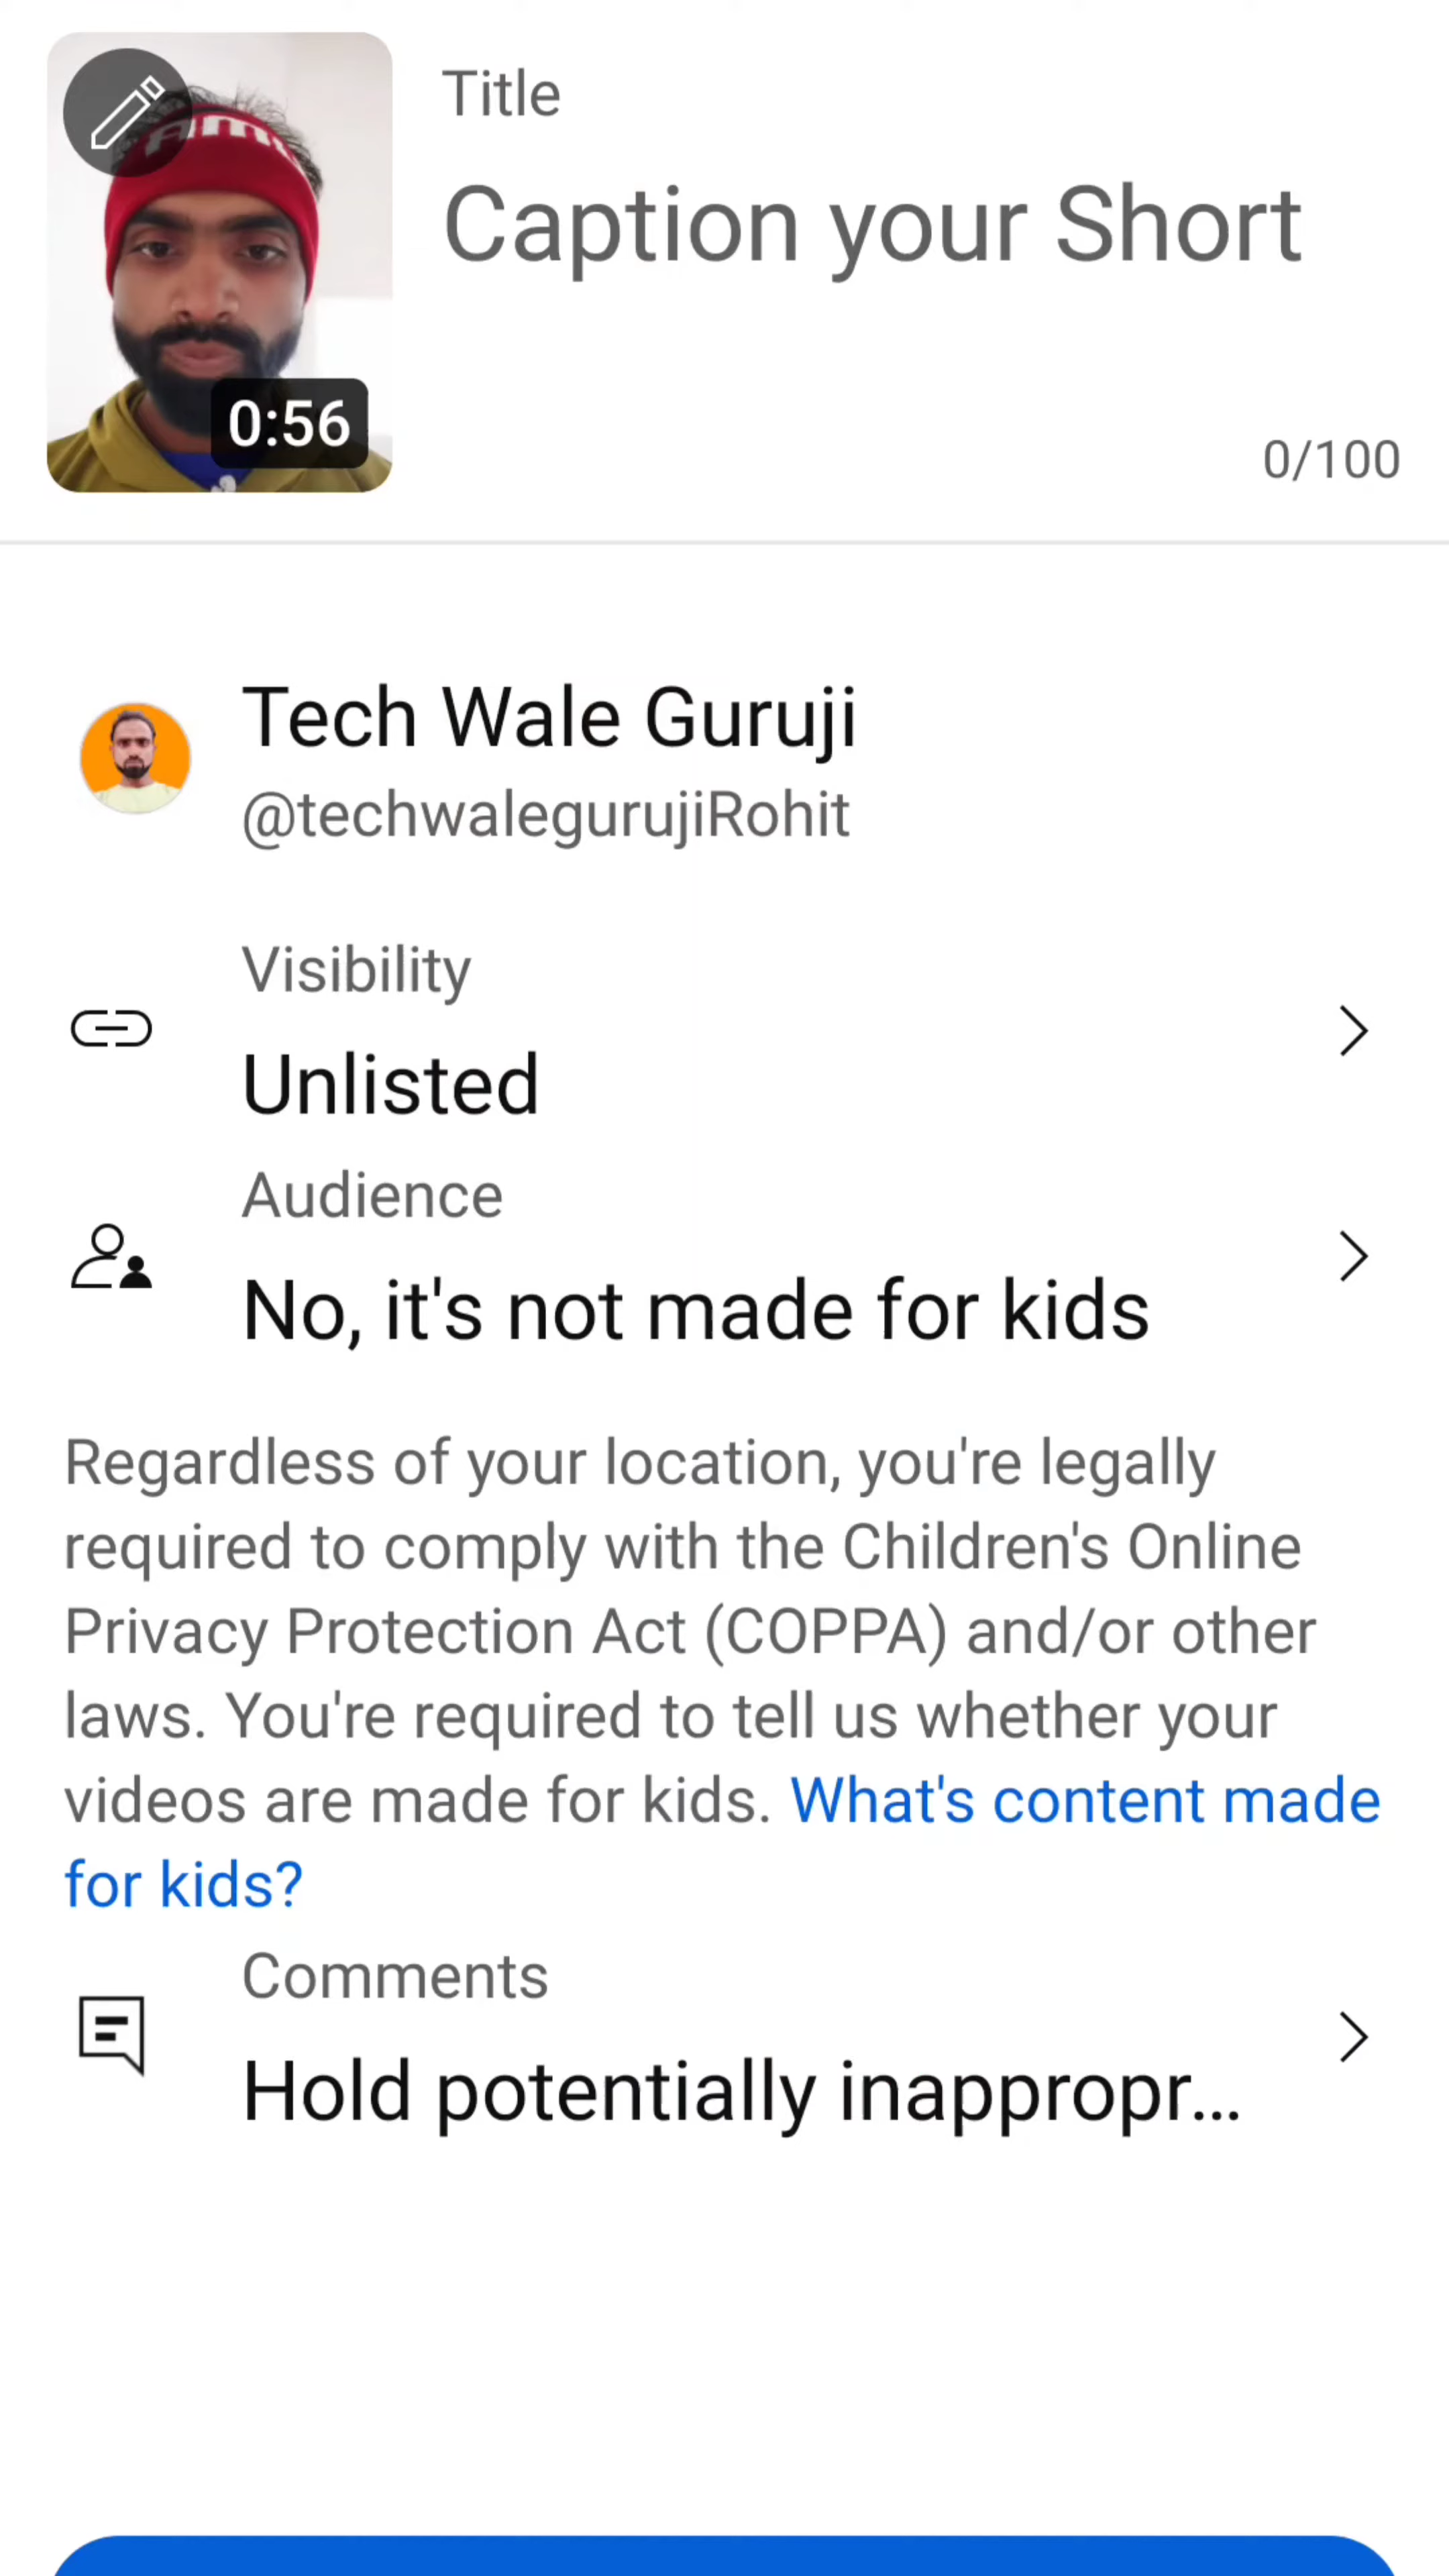 Title
Caption your Short
0:56
0/100
Tech Wale Guruji
@techwalegurujiRohit
Visibility
Unlisted
Audience
No, it's not made for kids
Regardless of your location, you're legally
required to comply with the Children's Online
Privacy Protection Act (COPPA) and/or other
laws. You're required to tell us whether your
videos are made for kids. What's content made
for kids?
Comments
Hold potentially inappropr...